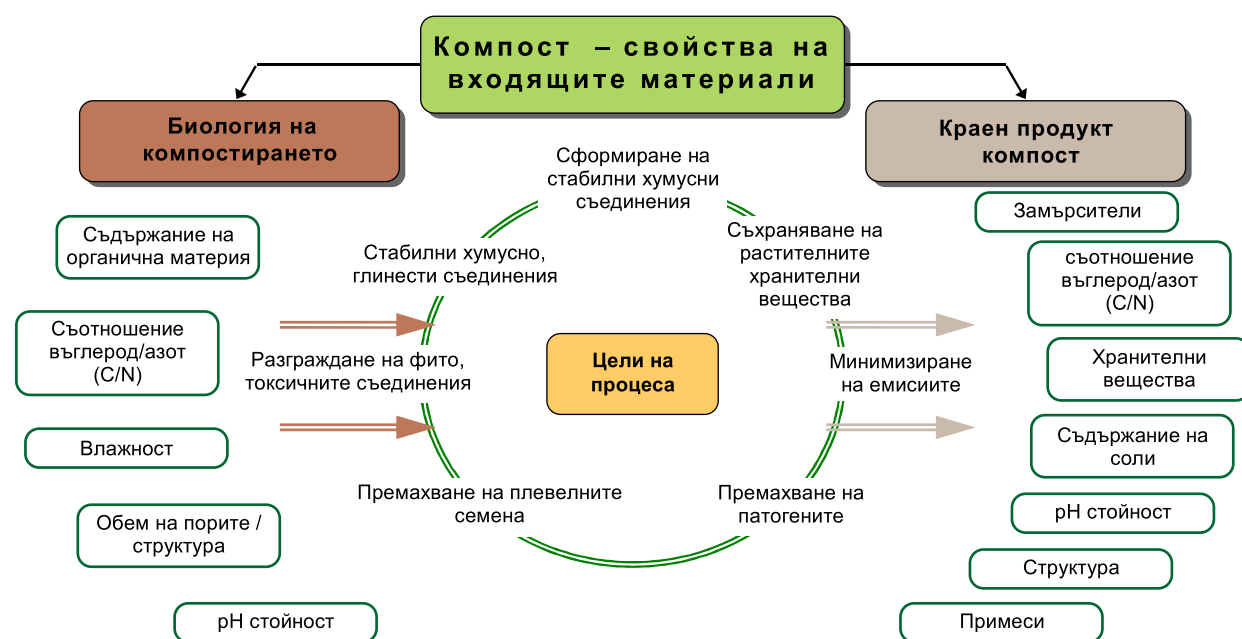 Компост – свойства на
входящите материали
Биология на
компостирането
Краен продукт
компост
Сформиране на
стабилни хумусни
съединения
Съхраняване на
растителните
хранителни
вещества
Стабилни хумусно,
глинести съединения
Разграждане на фито,
токсичните съединения
Цели на
процеса
Минимизиране
на емисиите
Премахване на плевелните
семена
Премахване на
патогените
Съдържание на
органична материя
Съотношение
въглерод/азот
(C/N)
Влажност
Обем на порите /
структура
pH стойност
Замърсители
съотношение
въглерод/азот
(C/N)
Хранителни
вещества
Съдържание на
соли
pH стойност
Структура
Примеси